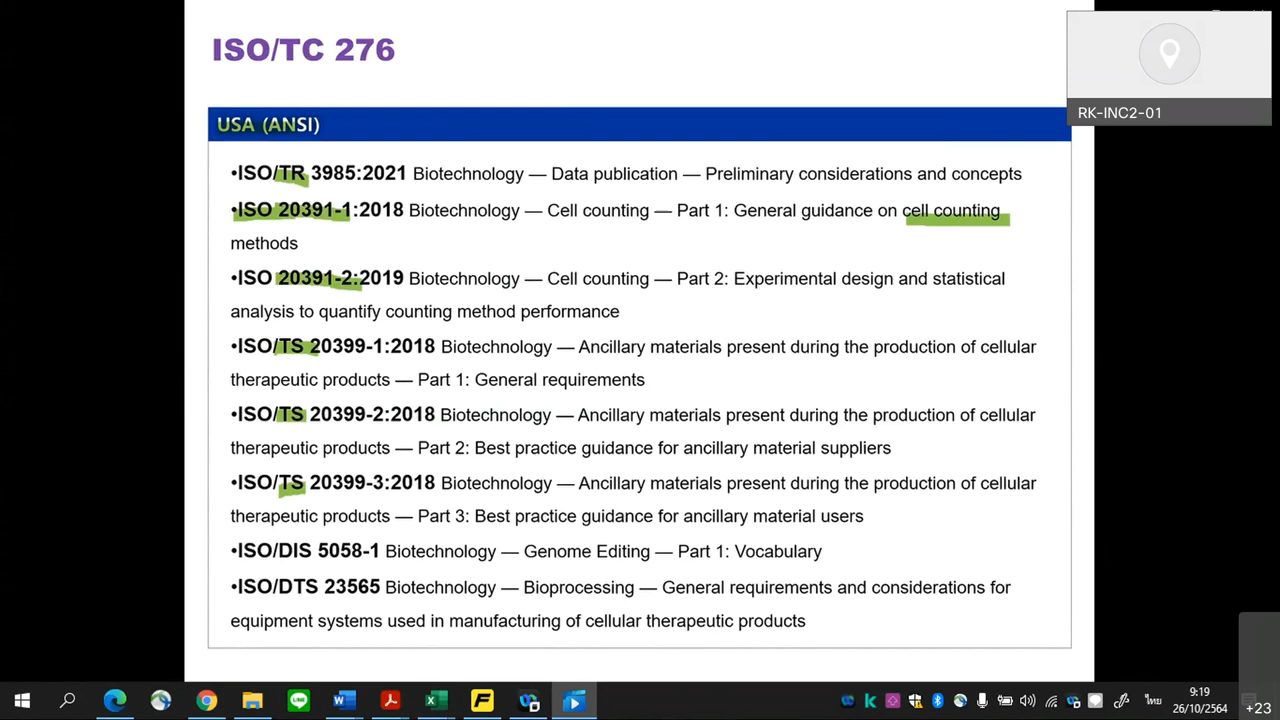 ISO/TC 276
RK-INC2-01
USA (ANSI)
•ISO/TR 3985:2021 Biotechnology — Data publication — Preliminary considerations and concepts
•ISO 20391-1:2018 Biotechnology — Cell counting — Part 1: General guidance on cell counting
methods
•ISO 20391-2:2019 Biotechnology — Cell counting — Part 2: Experimental design and statistical
analysis to quantify counting method performance
•ISO/TS 20399-1:2018 Biotechnology — Ancillary materials present during the production of cellular
therapeutic products — Part 1: General requirements
•ISO/TS 20399-2:2018 Biotechnology — Ancillary materials present during the production of cellular
therapeutic products — Part 2: Best practice guidance for ancillary material suppliers
•ISO/TS 20399-3:2018 Biotechnology — Ancillary materials present during the production of cellular
therapeutic products — Part 3: Best practice guidance for ancillary material users
•ISO/DIS 5058-1 Biotechnology — Genome Editing — Part 1: Vocabulary
•ISO/DTS 23565 Biotechnology — Bioprocessing — General requirements and considerations for
equipment systems used in manufacturing of cellular therapeutic products
ไทย
9:19
26/10/2564
+23